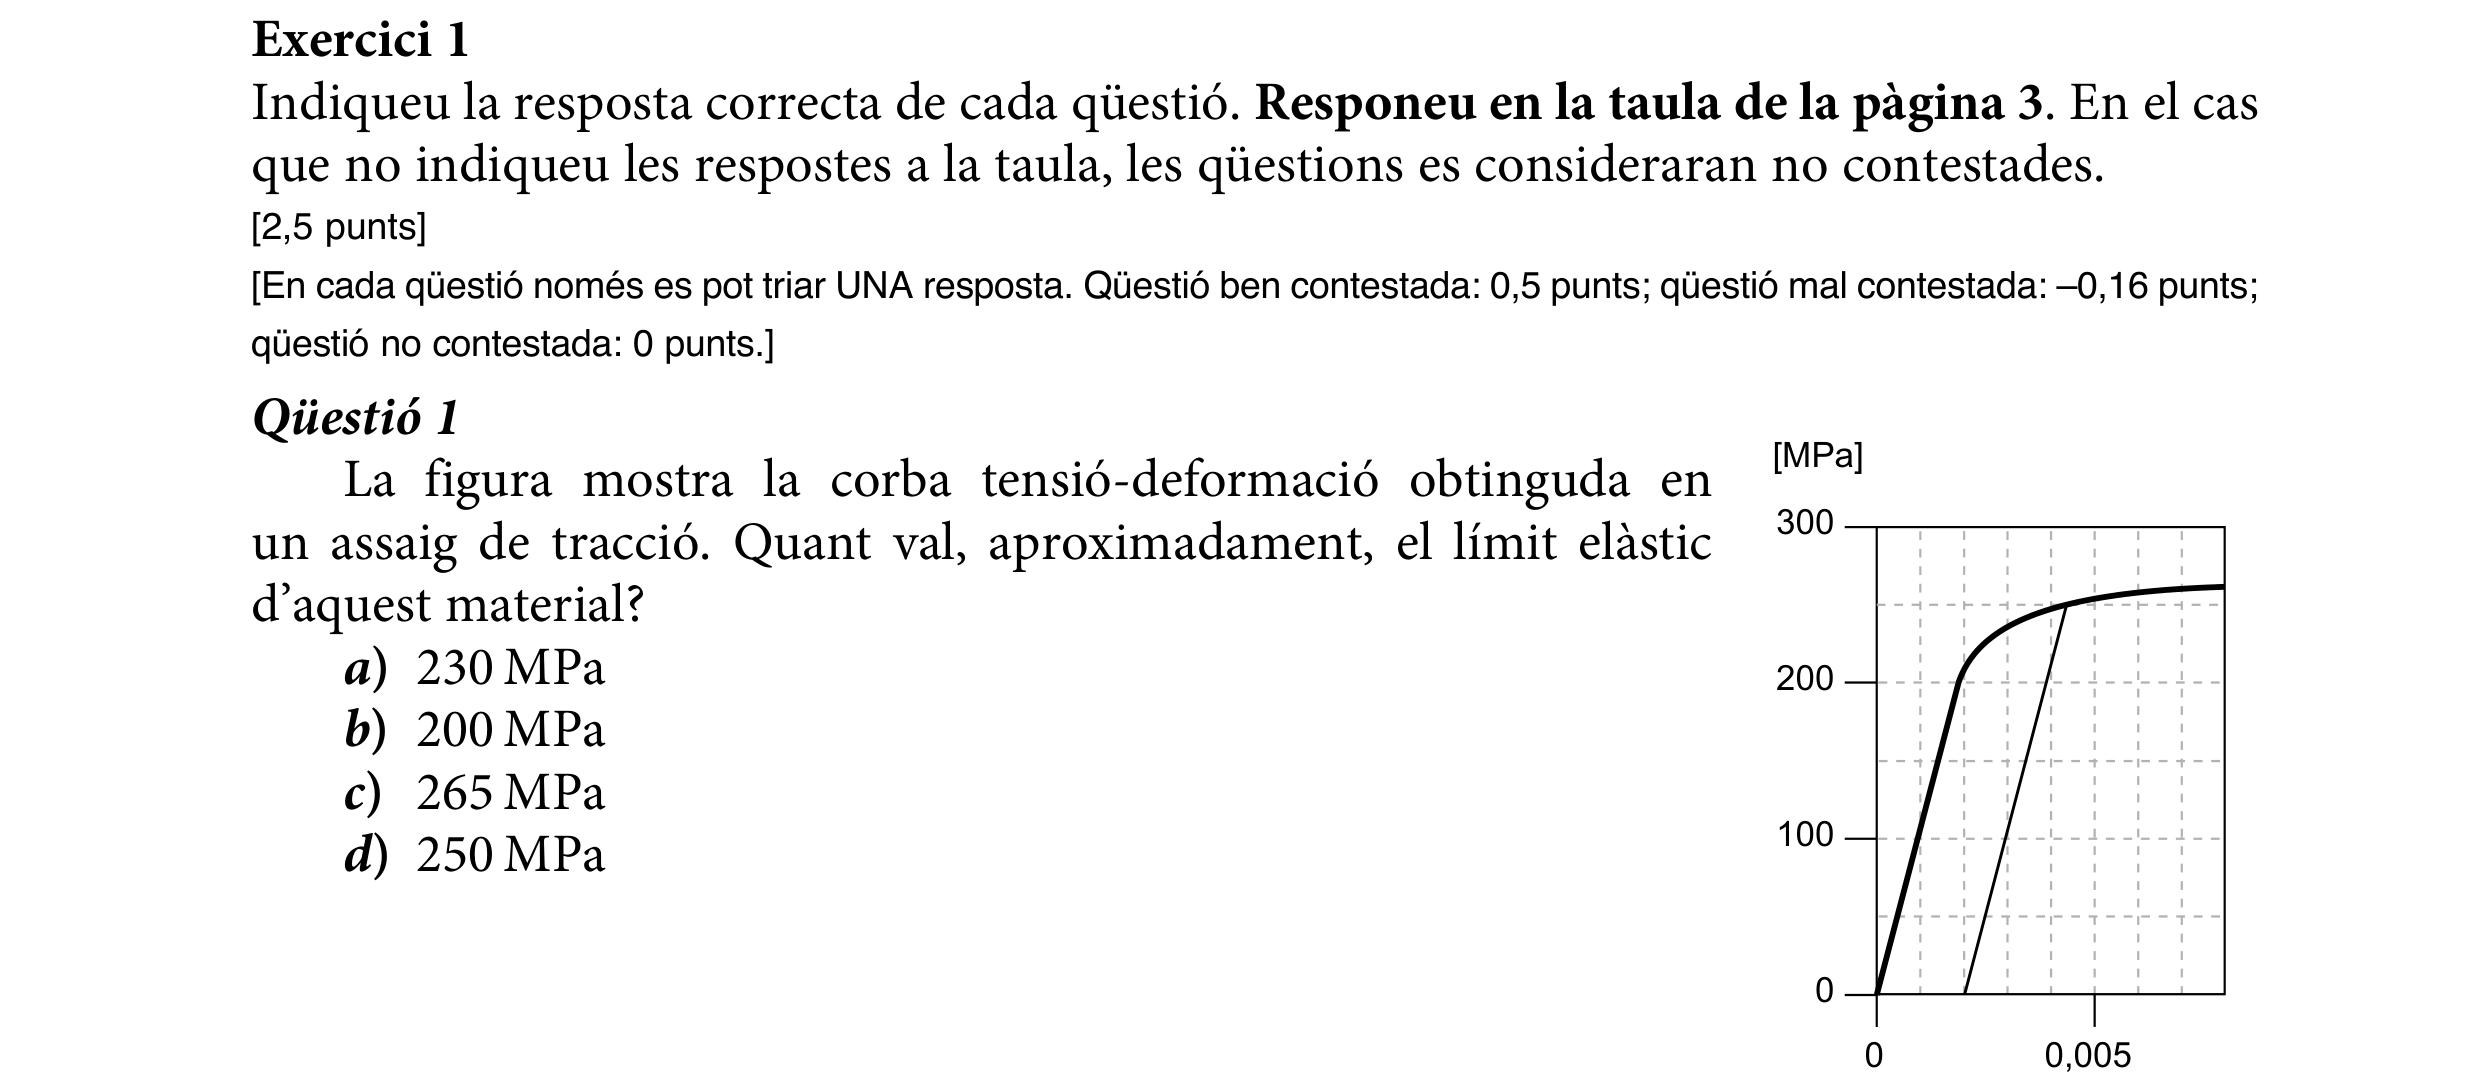 Exercici 1
Indiqueu la resposta correcta de cada qüestió. Responeu en la taula de la pàgina 3. En el cas
que no indiqueu les respostes a la taula, les qüestions es consideraran no contestades.
[2,5 punts]
[En cada qüestió només es pot triar UNA resposta. Qüestió ben contestada: 0,5 punts; qüestió mal contestada: –0,16 punts;
qüestió no contestada: 0 punts.]
Qüestió 1
La figura mostra la corba tensió-deformació obtinguda en
un assaig de tracció. Quant val, aproximadament, el límit elàstic
d’aquest material?
a) 230 MPa
b) 200 MPa
c) 265 MPa
d) 250 MPa
[MPa]
300
200
100
0
0 0,005